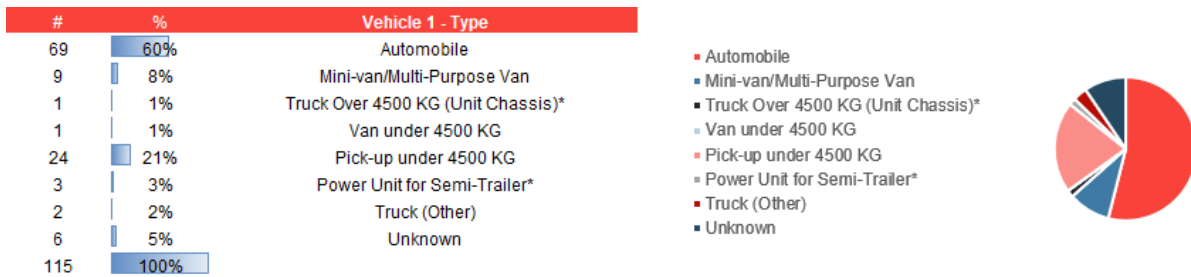 # % Vehicle 1 - Type
69 60% Automobile
9 8% Mini-van/Multi-Purpose Van
1 1% Truck Over 4500 KG (Unit Chassis)*
1 1% Van under 4500 KG
24 21% Pick-up under 4500 KG
3 3% Power Unit for Semi-Trailer*
2 2% Truck (Other)
6 5% Unknown
115 100%
Automobile
Mini-van/Multi-Purpose Van
Truck Over 4500 KG (Unit Chassis)*
Van under 4500 KG
Pick-up under 4500 KG
Power Unit for Semi-Trailer*
Truck (Other)
Unknown